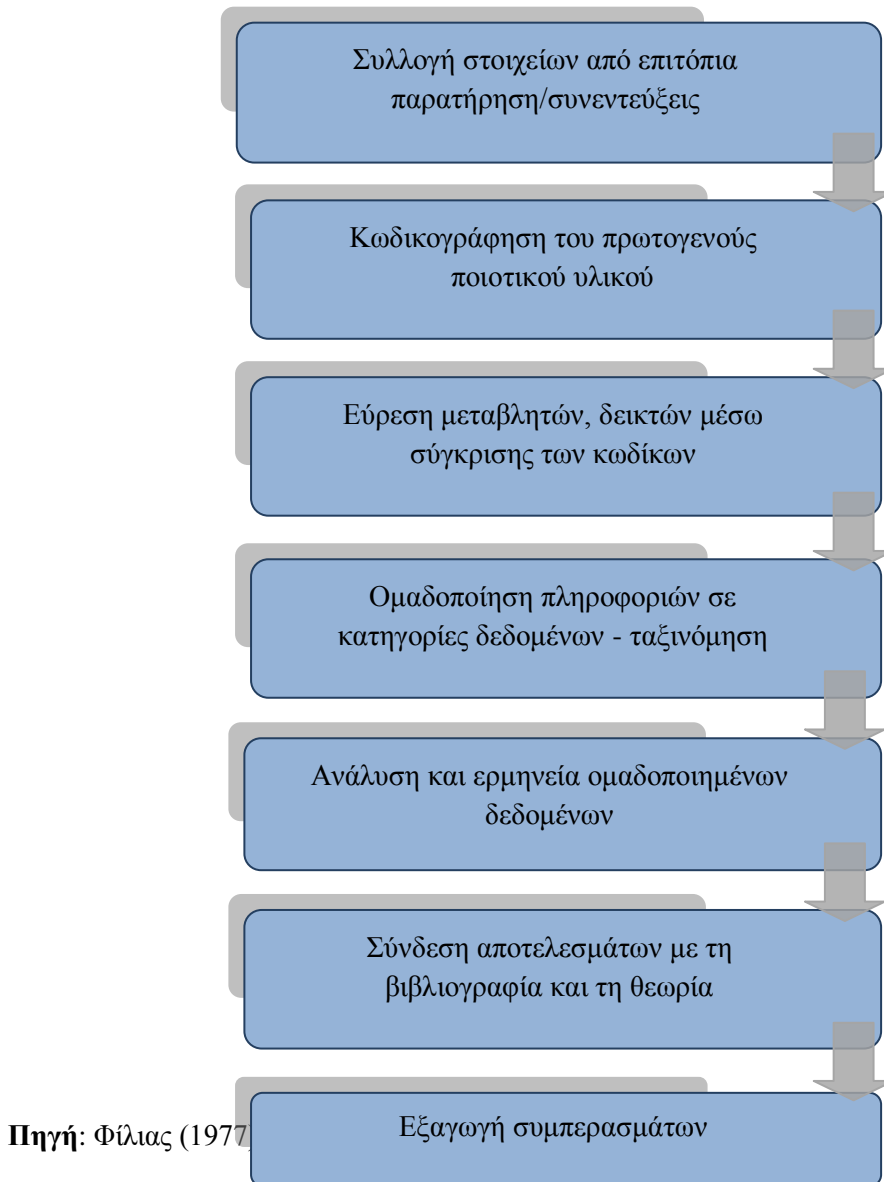 Συλλογή στοιχείων από επιτόπια
παρατήρηση/συνεντεύξεις
Κωδικογράφηση του πρωτογενούς
ποιοτικού υλικού
Εύρεση μεταβλητών, δεικτών μέσω
σύγκρισης των κωδίκων
Ομαδοποίηση πληροφοριών σε
κατηγορίες δεδομένων - ταξινόμηση
Ανάλυση και ερμηνεία ομαδοποιημένων
δεδομένων
Σύνδεση αποτελεσμάτων με τη
βιβλιογραφία και τη θεωρία
Εξαγωγή συμπερασμάτων
Πηγή: Φίλιας (1977